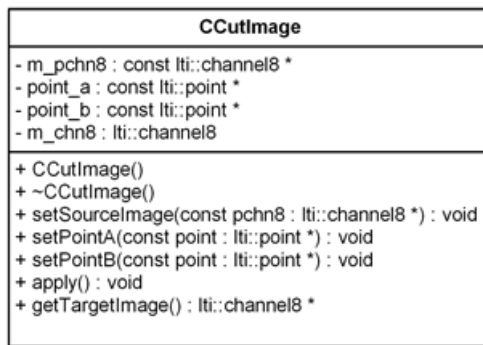 CCutImage
- m_pchn8 : const lti::channel8 *
- point_a : const lti::point *
- point_b : const lti::point *
- m_chn8 : lti::channel8
+ CCutImage()
+ ~CCutImage()
+ setSourceImage(const pchn8 : lti::channel8 *) : void
+ setPointA(const point : lti::point *) : void
+ setPointB(const point : lti::point *) : void
+ apply() : void
+ getTargetImage() : lti::channel8 *